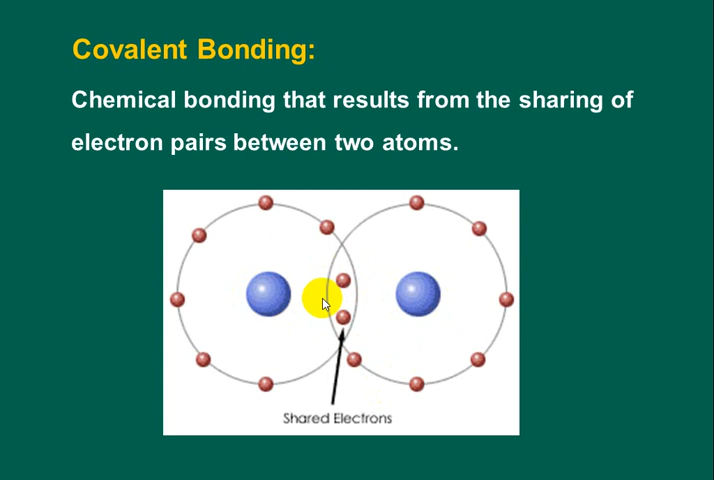 Covalent Bonding:
Chemical bonding that results from the sharing of
electron pairs between two atoms.
Shared Electrons